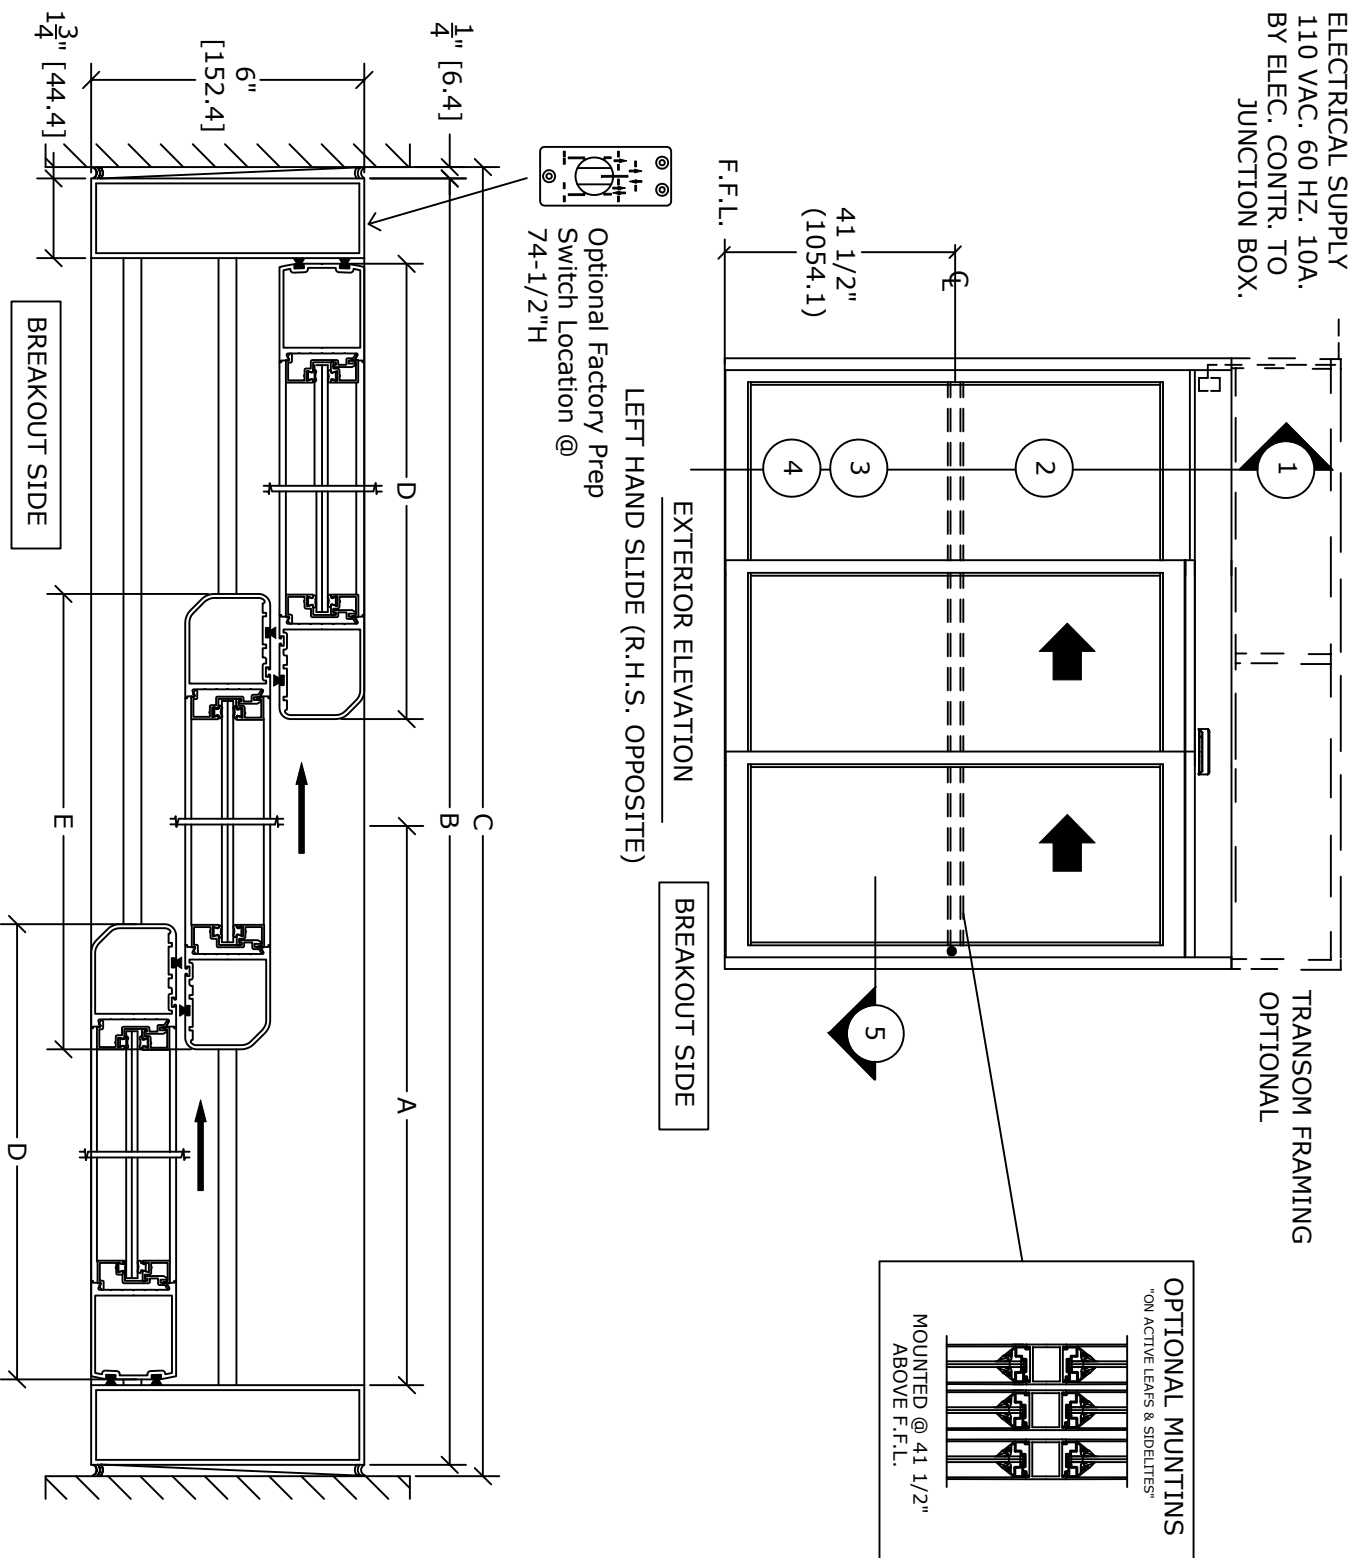 ELECTRICAL SUPPLY
110 VAC. 60 HZ. 10A.
BY ELEC. CONTR. TO
JUNCTION BOX.
TRANSOM FRAMING
OPTIONAL
1
2
3
4
5
C
L
41 1/2"
(1054.1)
F.F.L.
OPTIONAL MUNTINS
"ON ACTIVE LEAFS & SIDELITES"
MOUNTED @ 41 1/2"
ABOVE F.F.L.
BREAKOUT SIDE
EXTERIOR ELEVATION
LEFT HAND SLIDE (R.H.S. OPPOSITE)
Optional Factory Prep
Switch Location @
74-1/2"H
C
B
1/4" [6.4]
D
A
6"
[152.4]
1 3/4" [44.4]
E
D
BREAKOUT SIDE